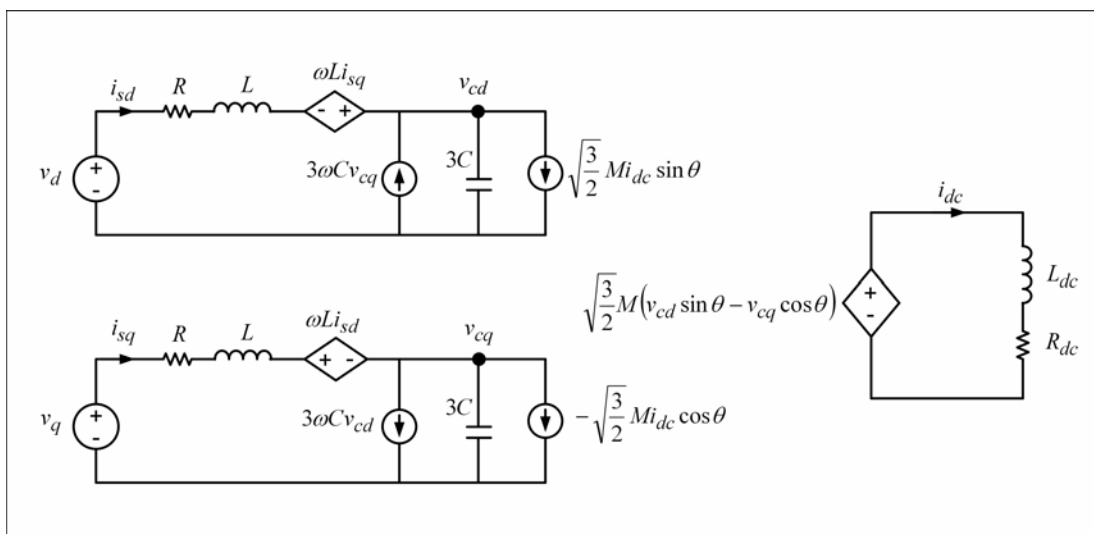 i_sd R L ωLi_sq v_cd
+ - + v_d - 3ωCv_cq 3C √(3/2) Mi_dc sin θ
i_dc
+ - √(3/2) M(v_cd sin θ − v_cq cos θ) L_dc
R_dc
i_sq R L ωLi_sd v_cq
+ - + v_q - 3ωCv_cd 3C −√(3/2) Mi_dc cos θ